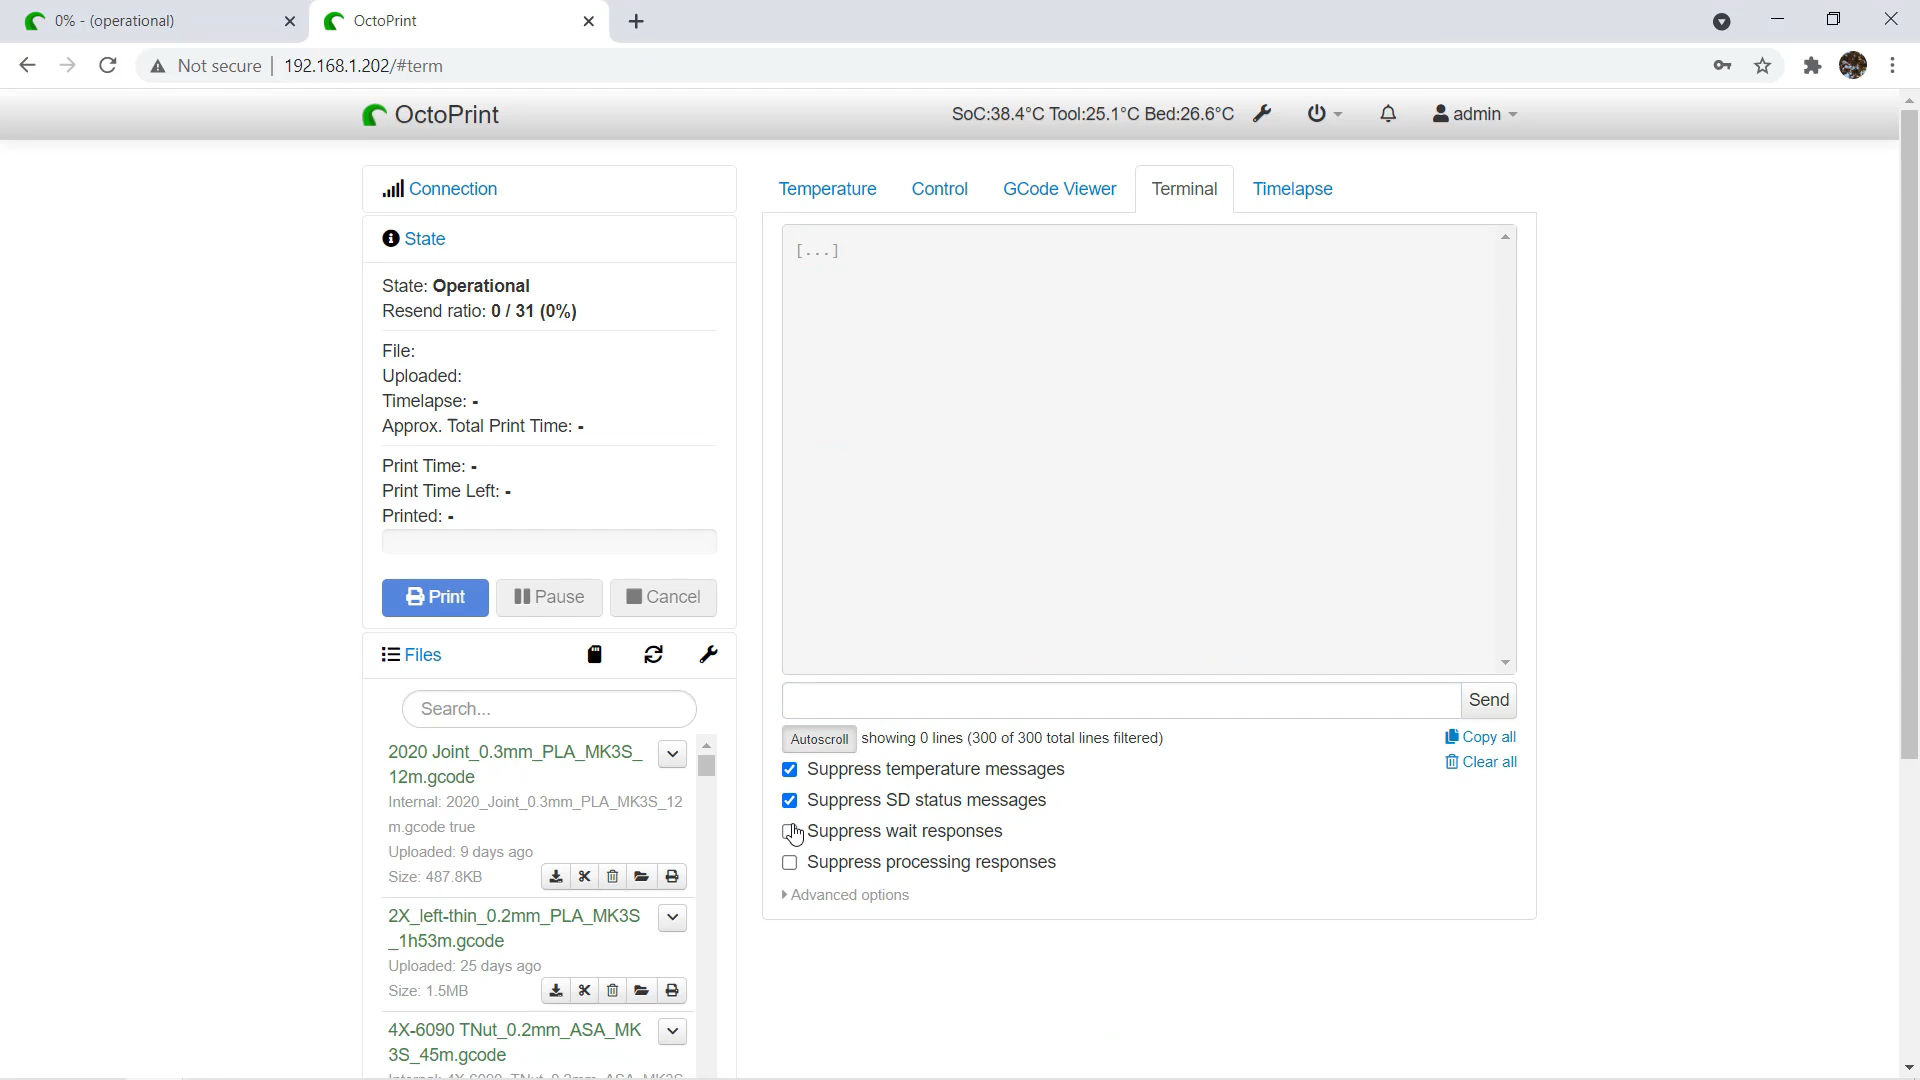 0% - (operational)
OctoPrint
Not secure
192.168.1.202/#term
OctoPrint
SoC:38.4°C Tool:25.1°C Bed:26.6°C
admin
Connection
State
State: Operational
Resend ratio: 0 / 31 (0%)
File:
Uploaded:
Timelapse: -
Approx. Total Print Time: -
Print Time: -
Print Time Left: -
Printed: -
Print
Pause
Cancel
Files
Search...
2020 Joint_0.3mm_PLA_MK3S_
12m.gcode
Internal: 2020_Joint_0.3mm_PLA_MK3S_12
m.gcode true
Uploaded: 9 days ago
Size: 487.8KB
2X_left-thin_0.2mm_PLA_MK3S
_1h53m.gcode
Uploaded: 25 days ago
Size: 1.5MB
4X-6090 TNut_0.2mm_ASA_MK
3S_45m.gcode
Temperature
Control
GCode Viewer
Terminal
Timelapse
[...]
Send
Autoscroll
showing 0 lines (300 of 300 total lines filtered)
Copy all
Clear all
Suppress temperature messages
Suppress SD status messages
Suppress wait responses
Suppress processing responses
Advanced options